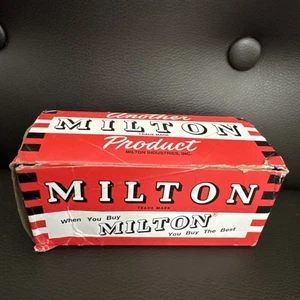 Another
MILTON
TRADE MARK
Product
MILTON INDUSTRIES, INC.
MILTON
TRADE MARK
When You Buy
MILTON®
You Buy The Best